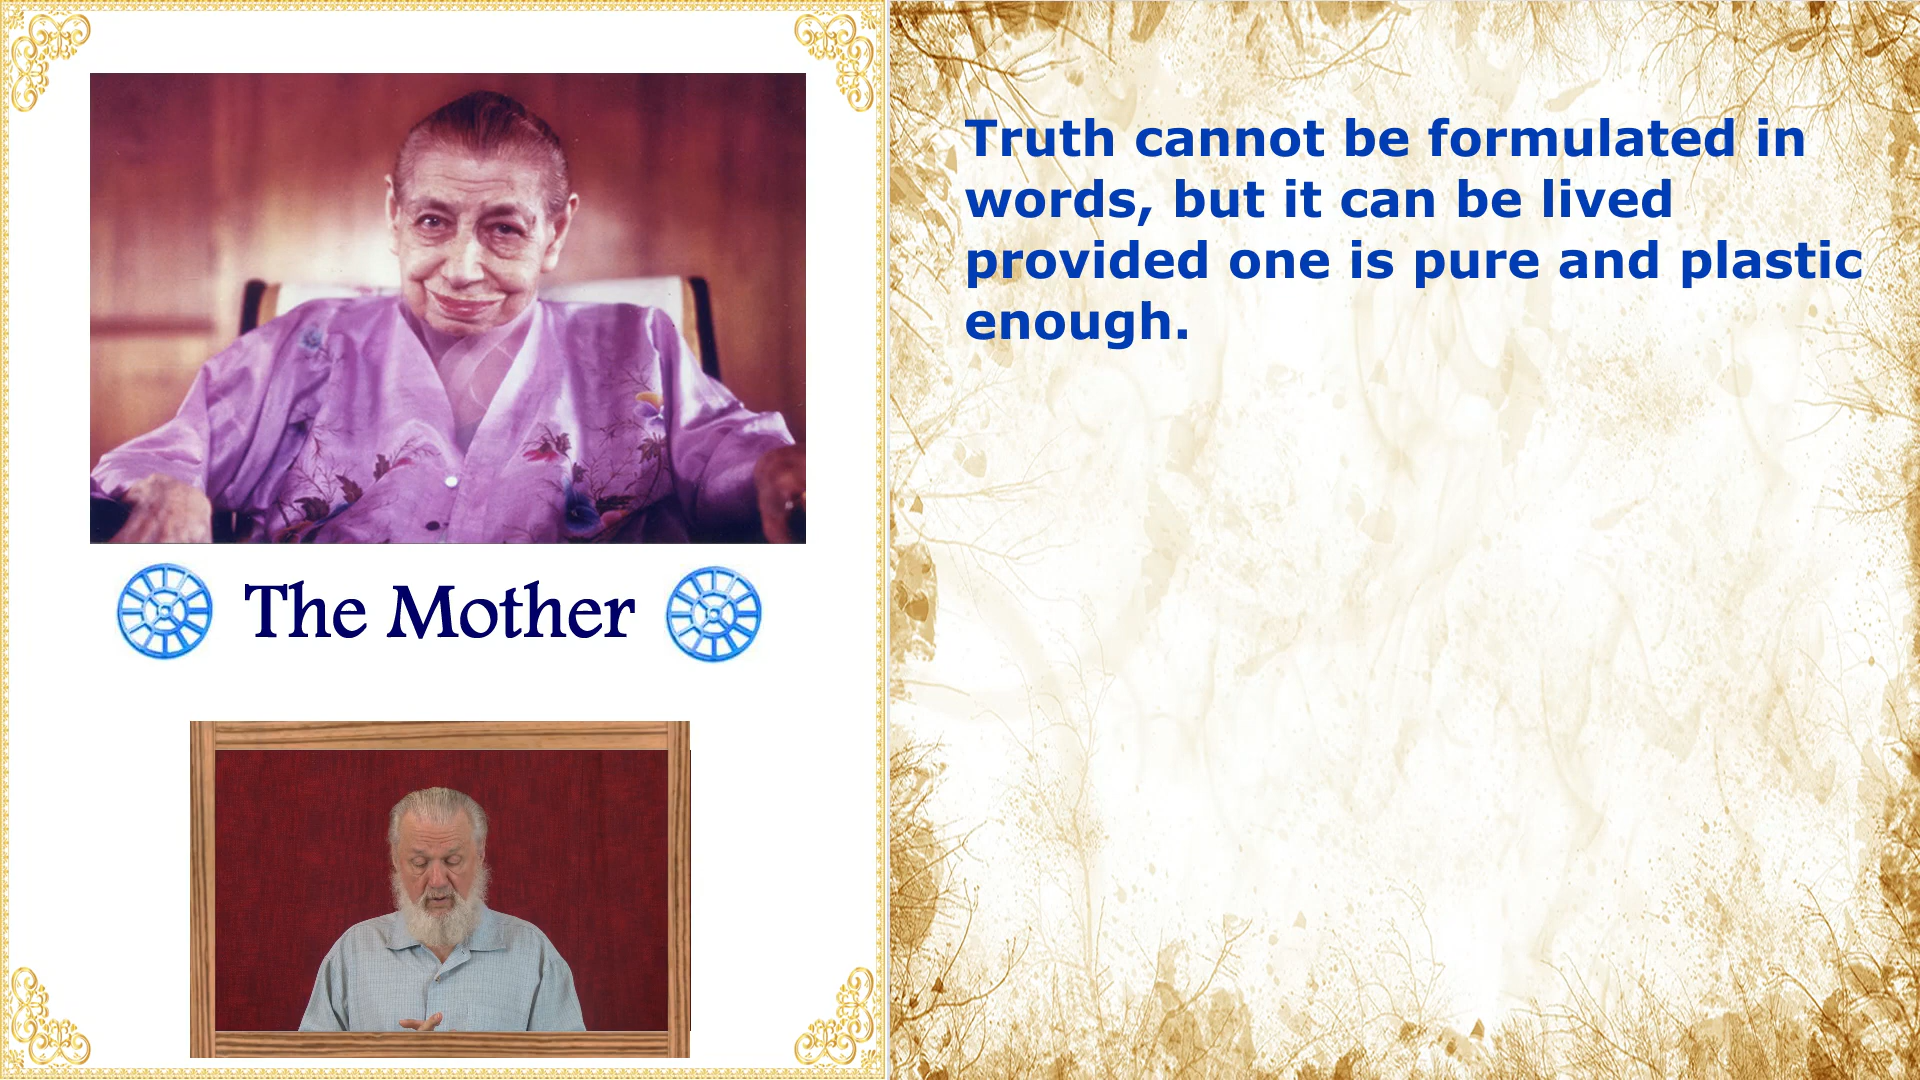 The Mother
Truth cannot be formulated in
words, but it can be lived
provided one is pure and plastic
enough.